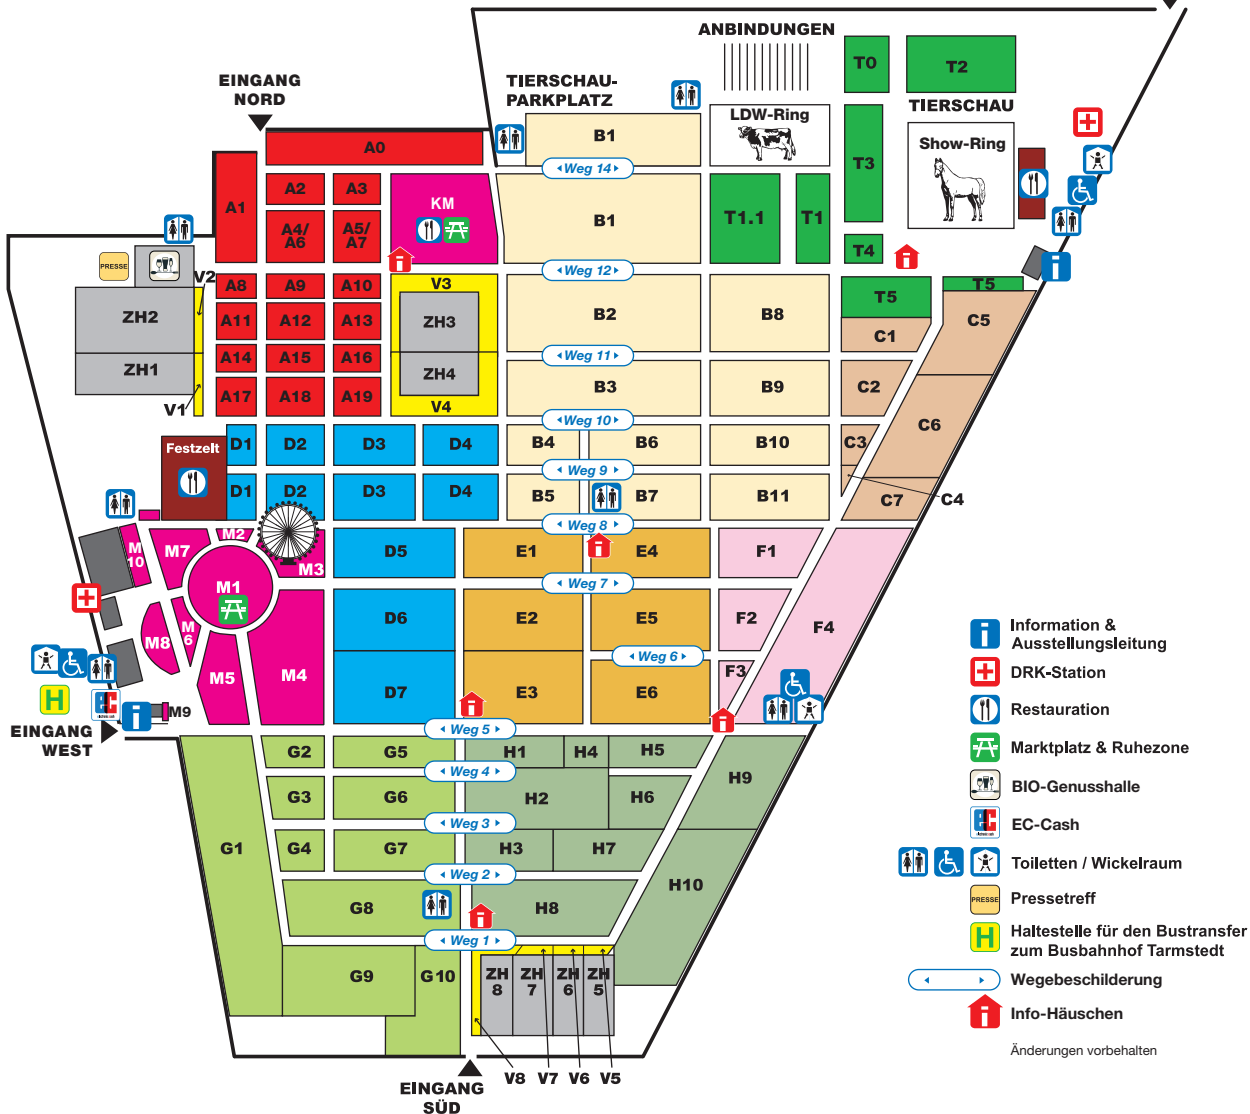 ANBINDUNGEN
EINGANG
NORD
TIERSCHAU-
PARKPLATZ
T0
T2
TIERSCHAU
LDW-Ring
Show-Ring
A0
B1
Weg 14
T3
A1
A2
A3
KM
B1
T1.1
T1
A4/
A6
A5/
A7
T4
PRESSE
V2
Weg 12
A8
A9
A10
V3
T5
T5
ZH2
A11
A12
A13
ZH3
B2
B8
C1
C5
Weg 11
ZH1
A14
A15
A16
ZH4
B3
B9
C2
V1
A17
A18
A19
V4
Weg 10
C6
Festzelt
D1
D2
D3
D4
B4
B6
B10
C3
Weg 9
D1
D2
D3
D4
B5
B7
B11
C7
C4
Weg 8
M
10
M7
M2
M3
D5
E1
E4
F1
Weg 7
M1
M8
M
6
D6
E2
E5
F2
F4
Weg 6
M5
M4
D7
E3
E6
F3
H
EC
M9
EINGANG
WEST
Weg 5
G2
G5
H1
H4
H5
Weg 4
H9
G3
G6
H2
H6
Weg 3
G1
G4
G7
H3
H7
Weg 2
H10
G8
H8
Weg 1
G9
G10
ZH
8
ZH
7
ZH
6
ZH
5
V8
V7
V6
V5
EINGANG
SÜD
Information &
Ausstellungsleitung
DRK-Station
Restauration
Marktplatz & Ruhezone
BIO-Genusshalle
EC
EC-Cash
Toiletten / Wickelraum
PRESSE
Pressetreff
H
Haltestelle für den Bustransfer
zum Busbahnhof Tarmstedt
Wegebeschilderung
Info-Häuschen
Änderungen vorbehalten